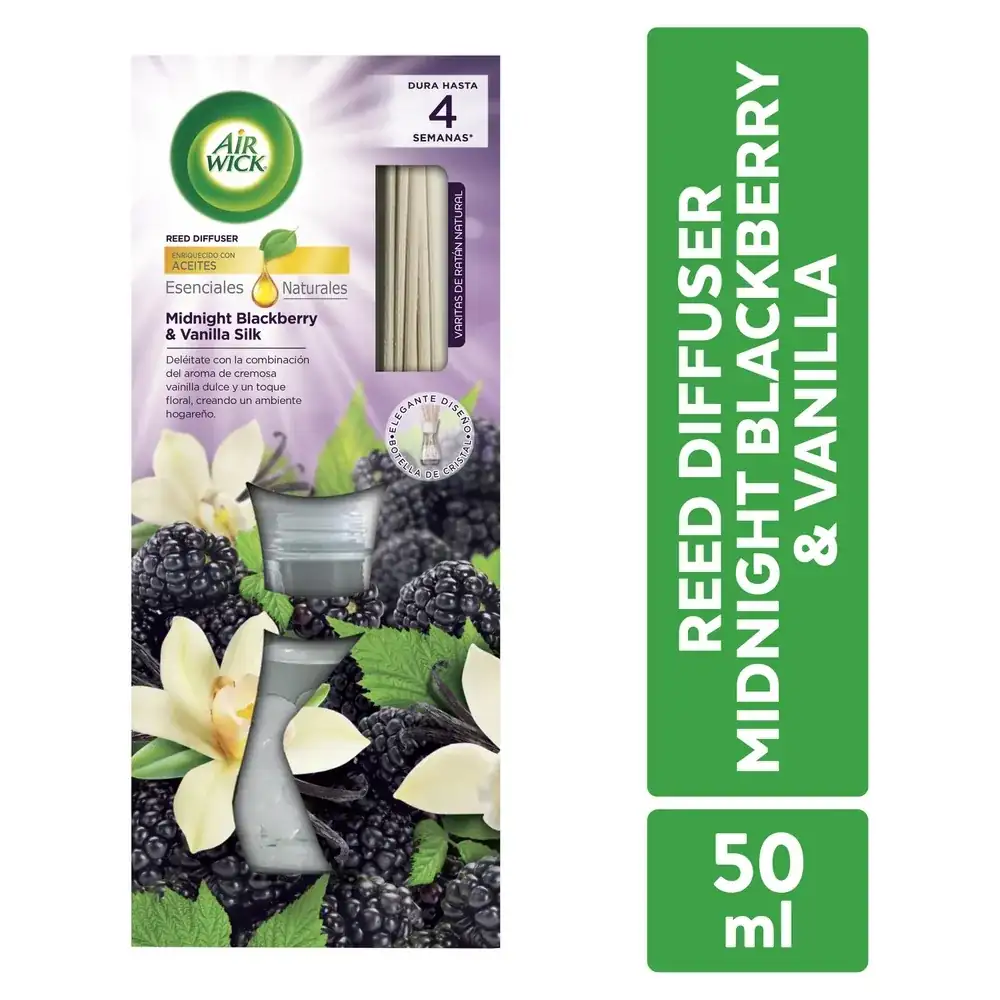 AiR
WICK
DURA HASTA
4
SEMANAS*
VARITAS DE RATÁN NATURAL
REED DIFFUSER
ENRIQUECIDO CON
ACEITES
Esenciales Naturales
Midnight Blackberry
& Vanilla Silk
Deléitate con la combinación
del aroma de cremosa
vainilla dulce y un toque
floral, creando un ambiente
hogareño.
•ELEGANTE DISEÑO•
BOTELLA DE CRISTAL
REED DIFFUSER
MIDNIGHT BLACKBERRY
& VANILLA
50
ml